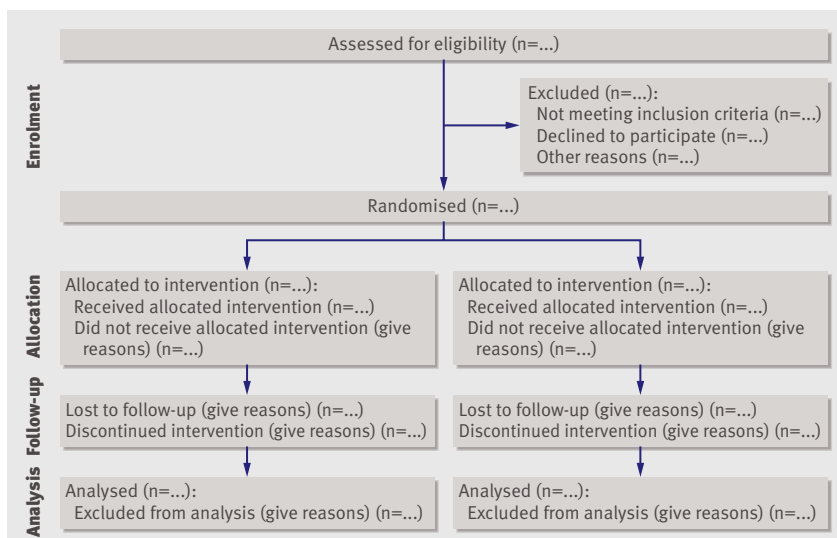 Enrolment
Assessed for eligibility (n=...)
Excluded (n=...):
Not meeting inclusion criteria (n=...)
Declined to participate (n=...)
Other reasons (n=...)
Randomised (n=...)
Allocation
Allocated to intervention (n=...):
Received allocated intervention (n=...)
Did not receive allocated intervention (give
reasons) (n=...)
Allocated to intervention (n=...):
Received allocated intervention (n=...)
Did not receive allocated intervention (give
reasons) (n=...)
Follow-up
Lost to follow-up (give reasons) (n=...)
Discontinued intervention (give reasons) (n=...)
Lost to follow-up (give reasons) (n=...)
Discontinued intervention (give reasons) (n=...)
Analysis
Analysed (n=...):
Excluded from analysis (give reasons) (n=...)
Analysed (n=...):
Excluded from analysis (give reasons) (n=...)